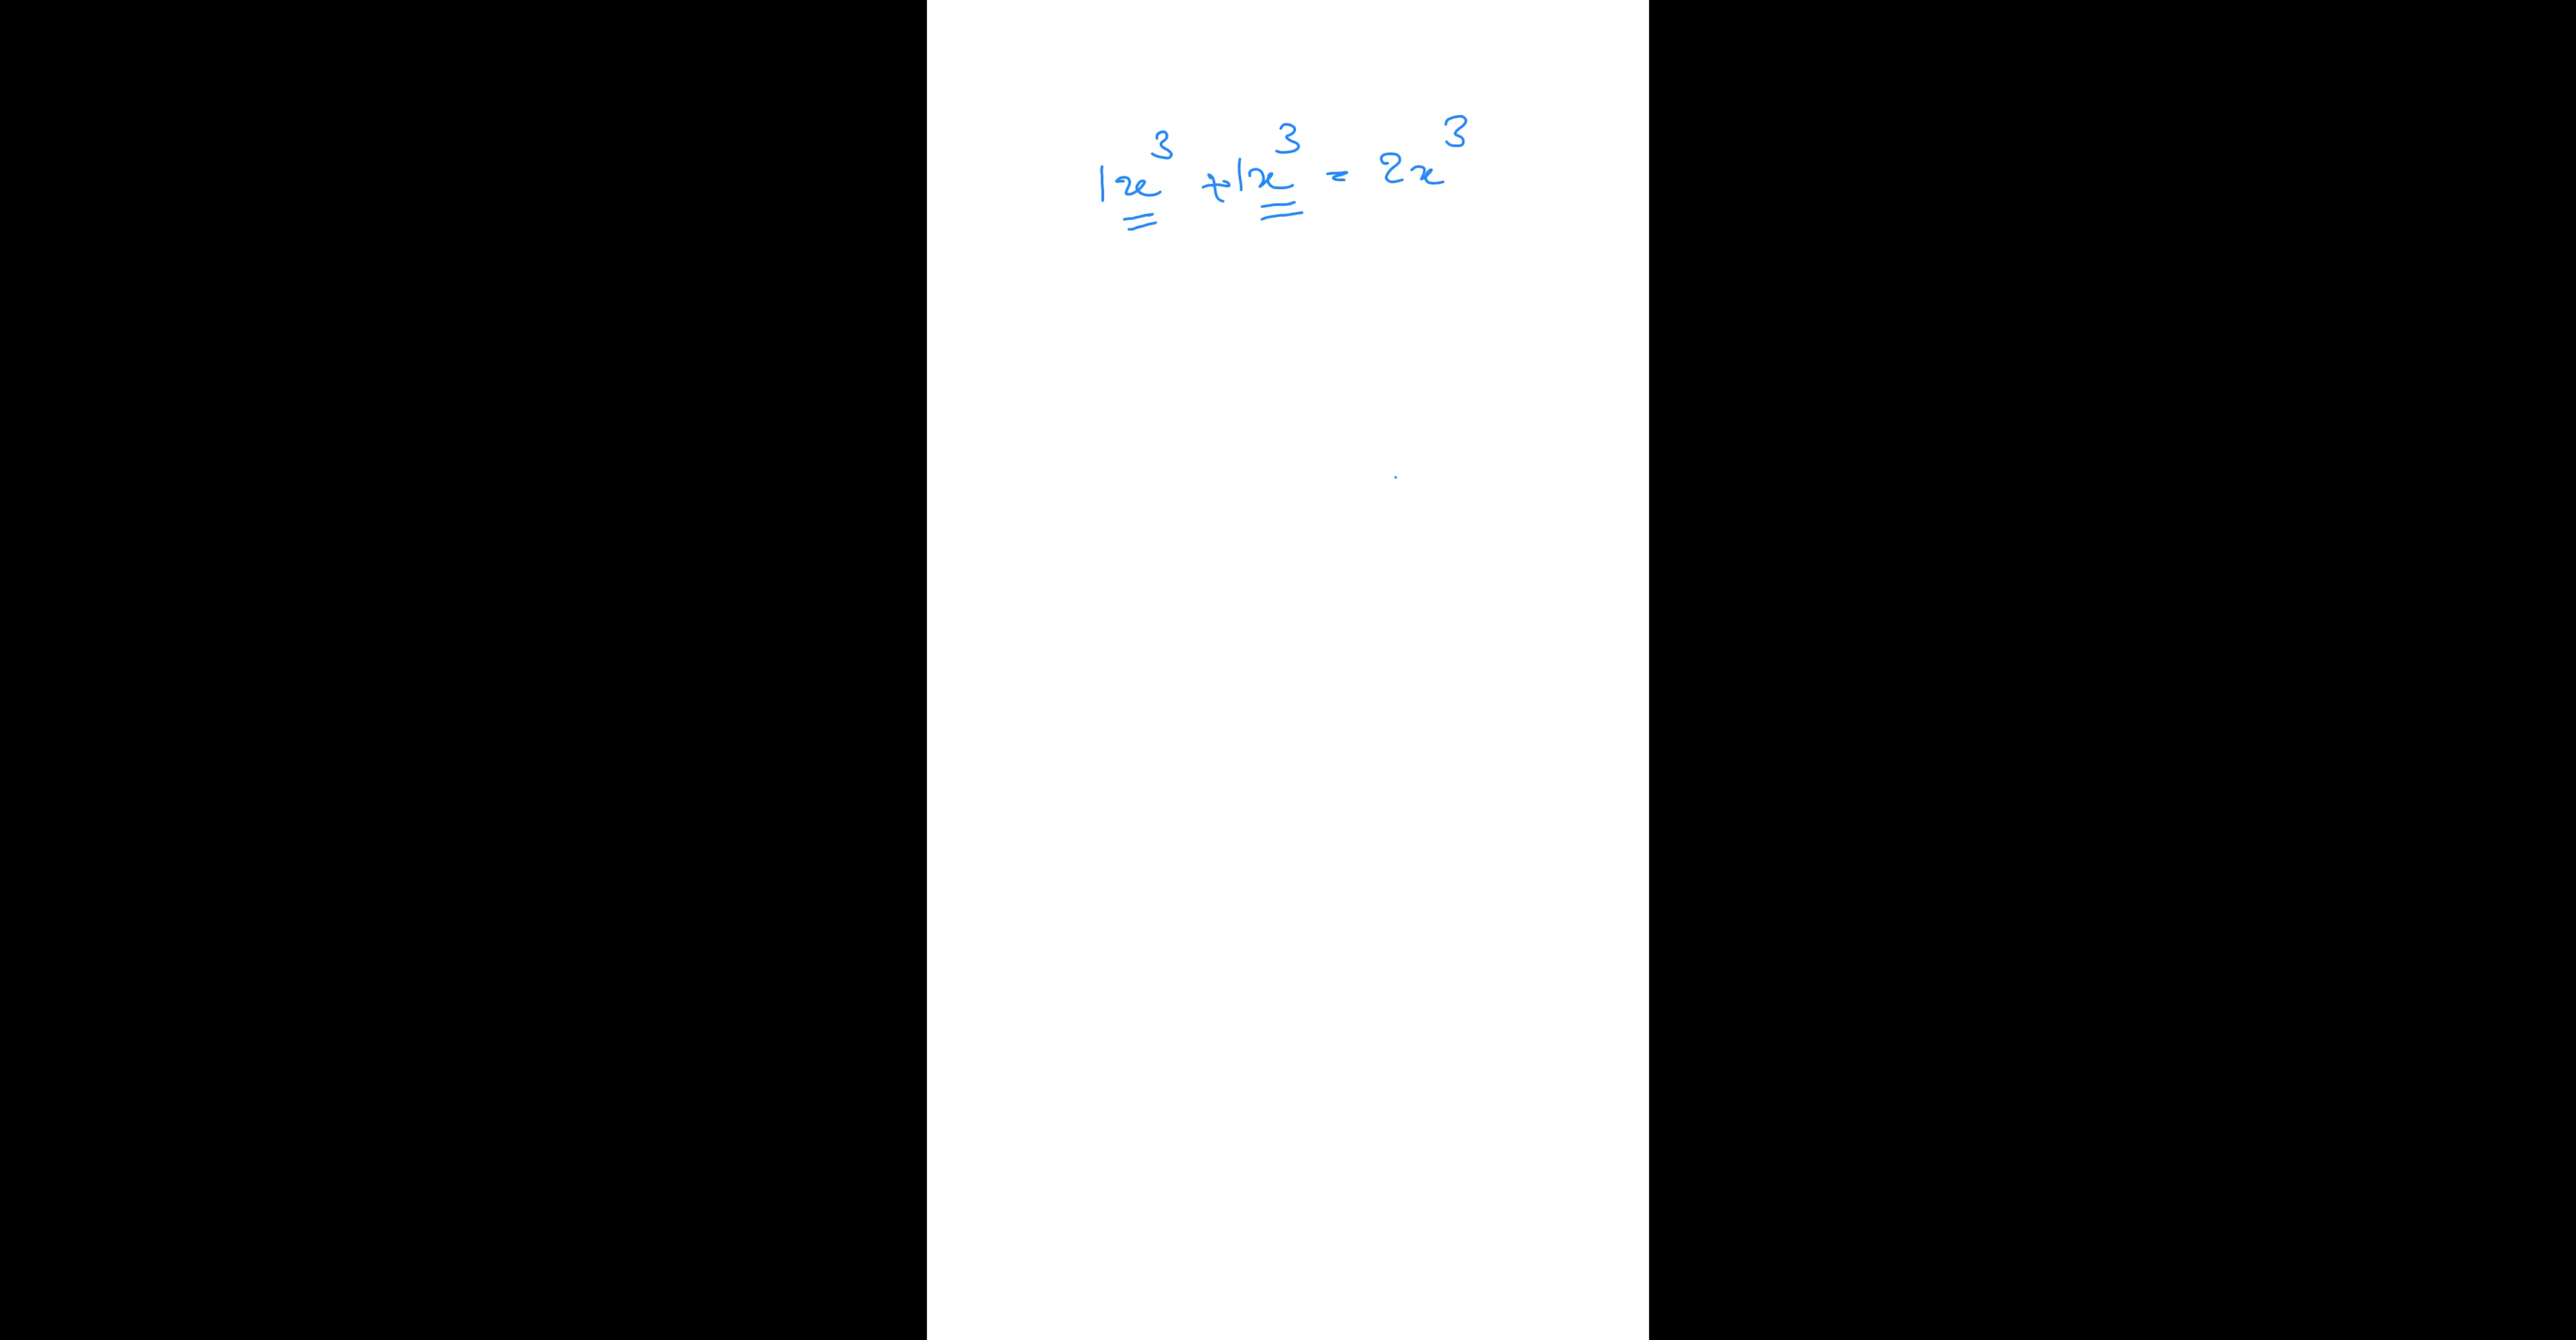 1x³ + 1x³ = 2x³